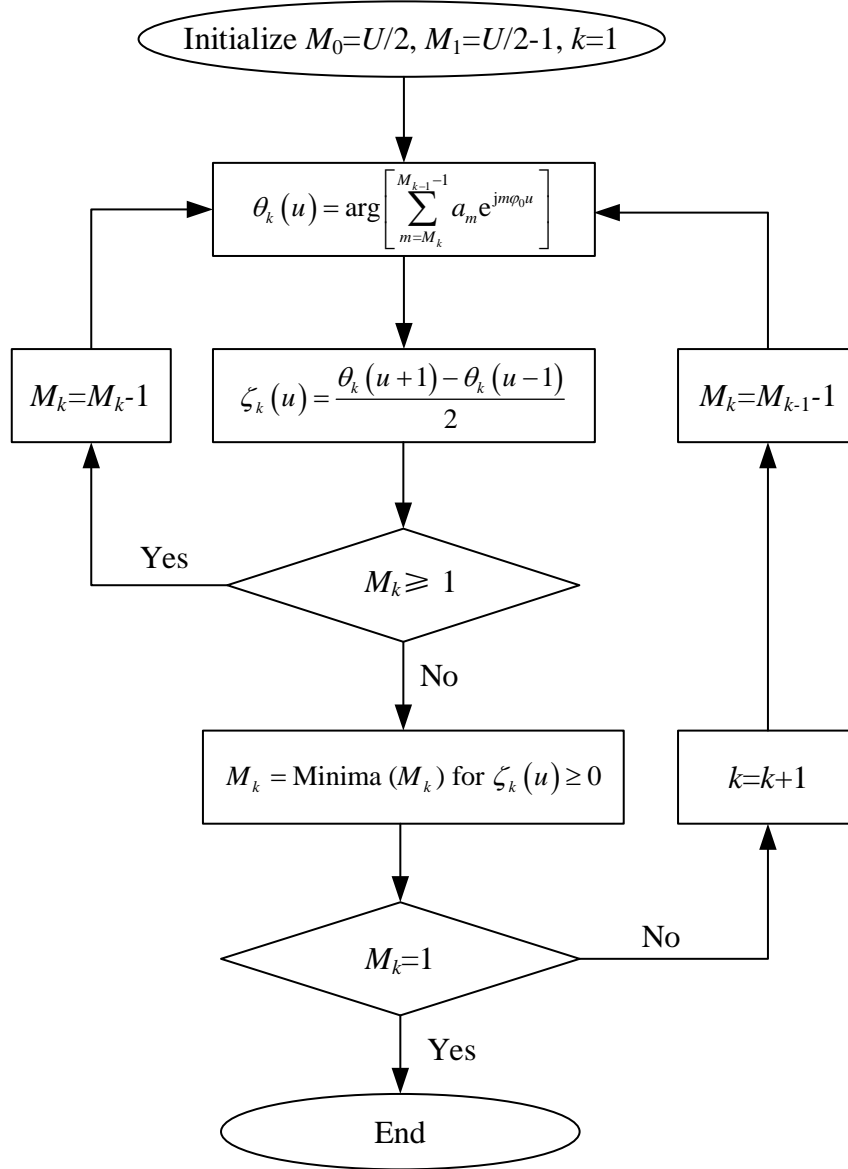 Initialize M₀=U/2, M₁=U/2-1, k=1
θₖ(u) = arg[∑_{m=Mₖ}^{Mₖ₋₁-1} aₘe^{jmφ₀u}]
Mₖ=Mₖ-1
ζₖ(u) = (θₖ(u+1) − θₖ(u−1))/2
Mₖ=Mₖ₋₁-1
Yes
Mₖ⩾ 1
No
Mₖ = Minima (Mₖ) for ζₖ(u) ≥ 0
k=k+1
Mₖ=1
No
Yes
End